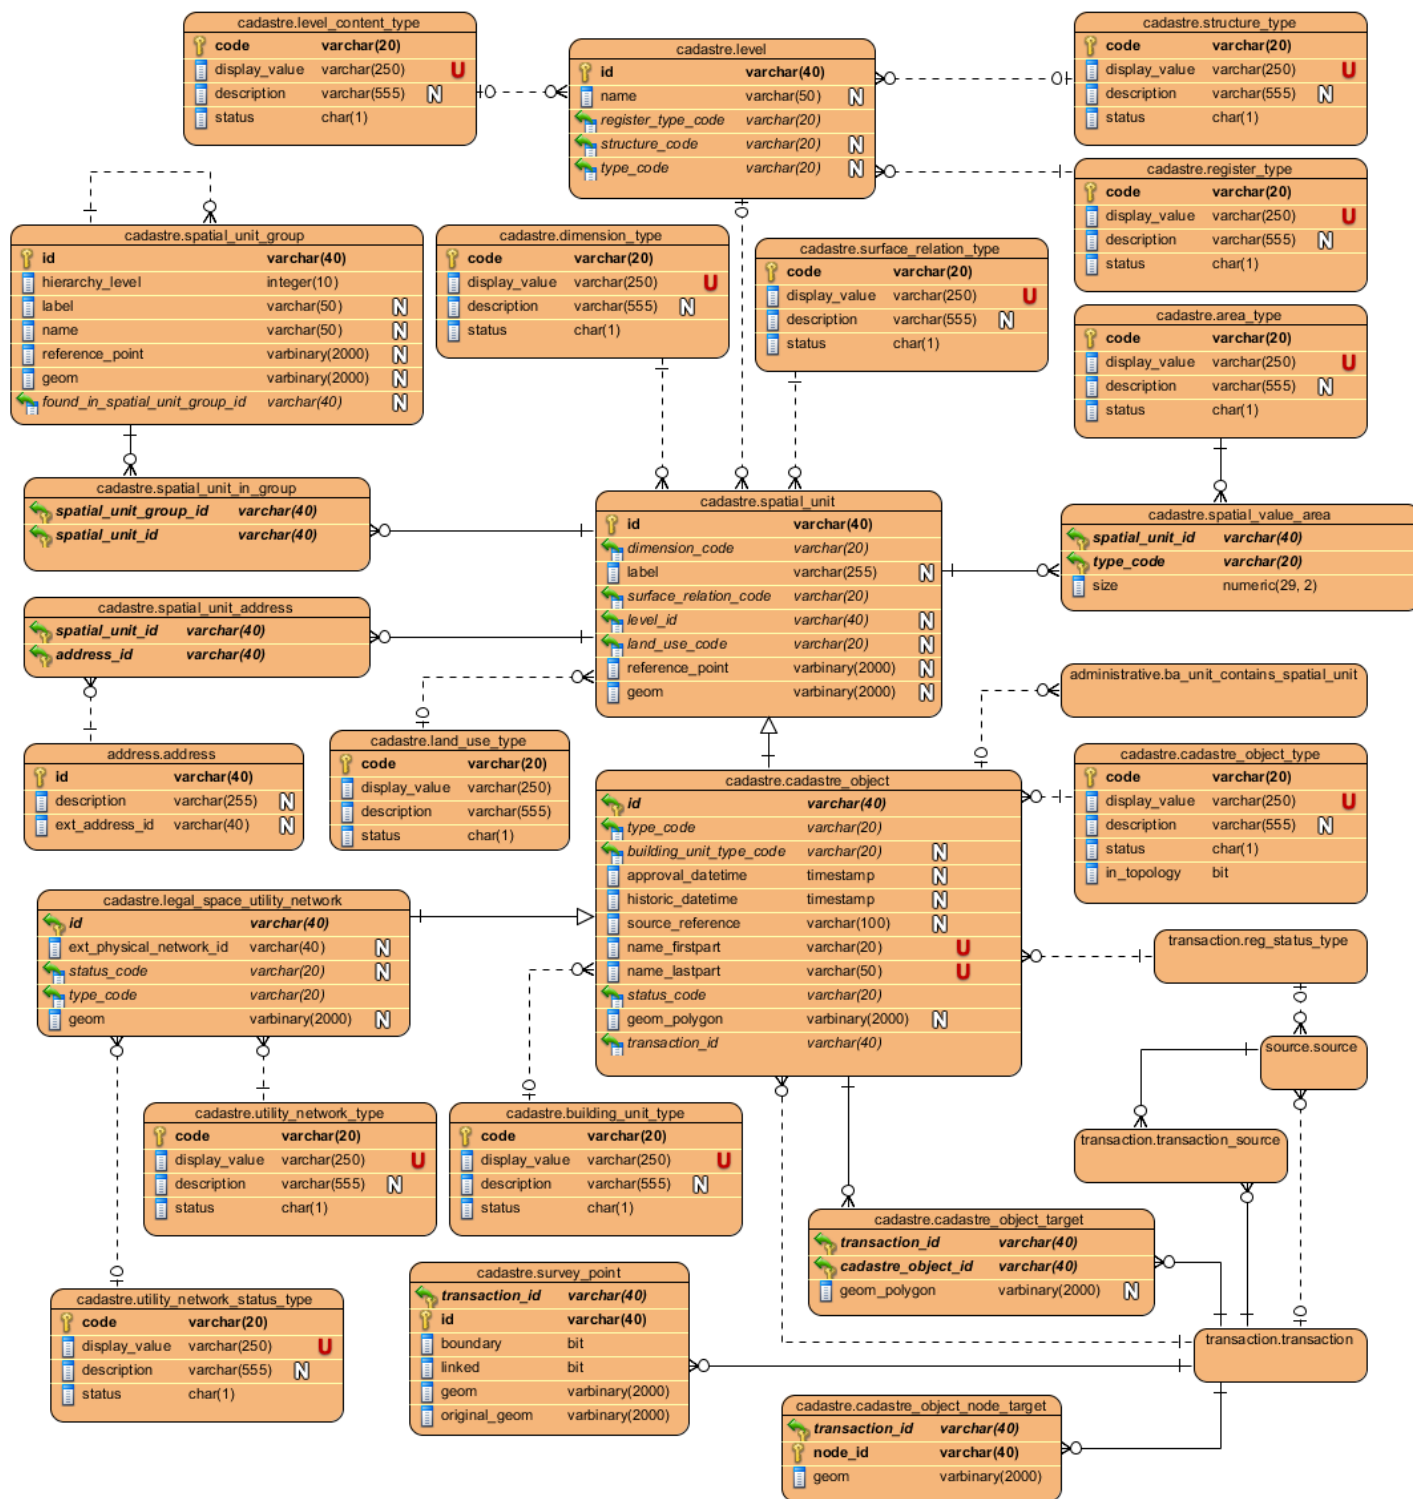 cadastre.level_content_type
code varchar(20)
display_value varchar(250) U
description varchar(555) N
status char(1)
cadastre.level
id varchar(40)
name varchar(50) N
register_type_code varchar(20)
structure_code varchar(20) N
type_code varchar(20) N
cadastre.structure_type
code varchar(20)
display_value varchar(250) U
description varchar(555) N
status char(1)
cadastre.register_type
code varchar(20)
display_value varchar(250) U
description varchar(555) N
status char(1)
cadastre.spatial_unit_group
id varchar(40)
hierarchy_level integer(10)
label varchar(50) N
name varchar(50) N
reference_point varbinary(2000) N
geom varbinary(2000) N
found_in_spatial_unit_group_id varchar(40) N
cadastre.dimension_type
code varchar(20)
display_value varchar(250) U
description varchar(555) N
status char(1)
cadastre.surface_relation_type
code varchar(20)
display_value varchar(250) U
description varchar(555) N
status char(1)
cadastre.area_type
code varchar(20)
display_value varchar(250) U
description varchar(555) N
status char(1)
cadastre.spatial_unit_in_group
spatial_unit_group_id varchar(40)
spatial_unit_id varchar(40)
cadastre.spatial_unit
id varchar(40)
dimension_code varchar(20)
label varchar(255) N
surface_relation_code varchar(20)
level_id varchar(40) N
land_use_code varchar(20) N
reference_point varbinary(2000) N
geom varbinary(2000) N
cadastre.spatial_value_area
spatial_unit_id varchar(40)
type_code varchar(20)
size numeric(29, 2)
cadastre.spatial_unit_address
spatial_unit_id varchar(40)
address_id varchar(40)
administrative.ba_unit_contains_spatial_unit
address.address
id varchar(40)
description varchar(255) N
ext_address_id varchar(40) N
cadastre.land_use_type
code varchar(20)
display_value varchar(250)
description varchar(555)
status char(1)
cadastre.cadastre_object
id varchar(40)
type_code varchar(20)
building_unit_type_code varchar(20) N
approval_datetime timestamp N
historic_datetime timestamp N
source_reference varchar(100) N
name_firstpart varchar(20) U
name_lastpart varchar(50) U
status_code varchar(20)
geom_polygon varbinary(2000) N
transaction_id varchar(40)
cadastre.cadastre_object_type
code varchar(20)
display_value varchar(250) U
description varchar(555) N
status char(1)
in_topology bit
cadastre.legal_space_utility_network
id varchar(40)
ext_physical_network_id varchar(40) N
status_code varchar(20) N
type_code varchar(20)
geom varbinary(2000) N
transaction.reg_status_type
source.source
transaction.transaction_source
cadastre.utility_network_type
code varchar(20)
display_value varchar(250) U
description varchar(555) N
status char(1)
cadastre.building_unit_type
code varchar(20)
display_value varchar(250) U
description varchar(555) N
status char(1)
cadastre.cadastre_object_target
transaction_id varchar(40)
cadastre_object_id varchar(40)
geom_polygon varbinary(2000) N
cadastre.utility_network_status_type
code varchar(20)
display_value varchar(250) U
description varchar(555) N
status char(1)
cadastre.survey_point
transaction_id varchar(40)
id varchar(40)
boundary bit
linked bit
geom varbinary(2000)
original_geom varbinary(2000)
transaction.transaction
cadastre.cadastre_object_node_target
transaction_id varchar(40)
node_id varchar(40)
geom varbinary(2000)